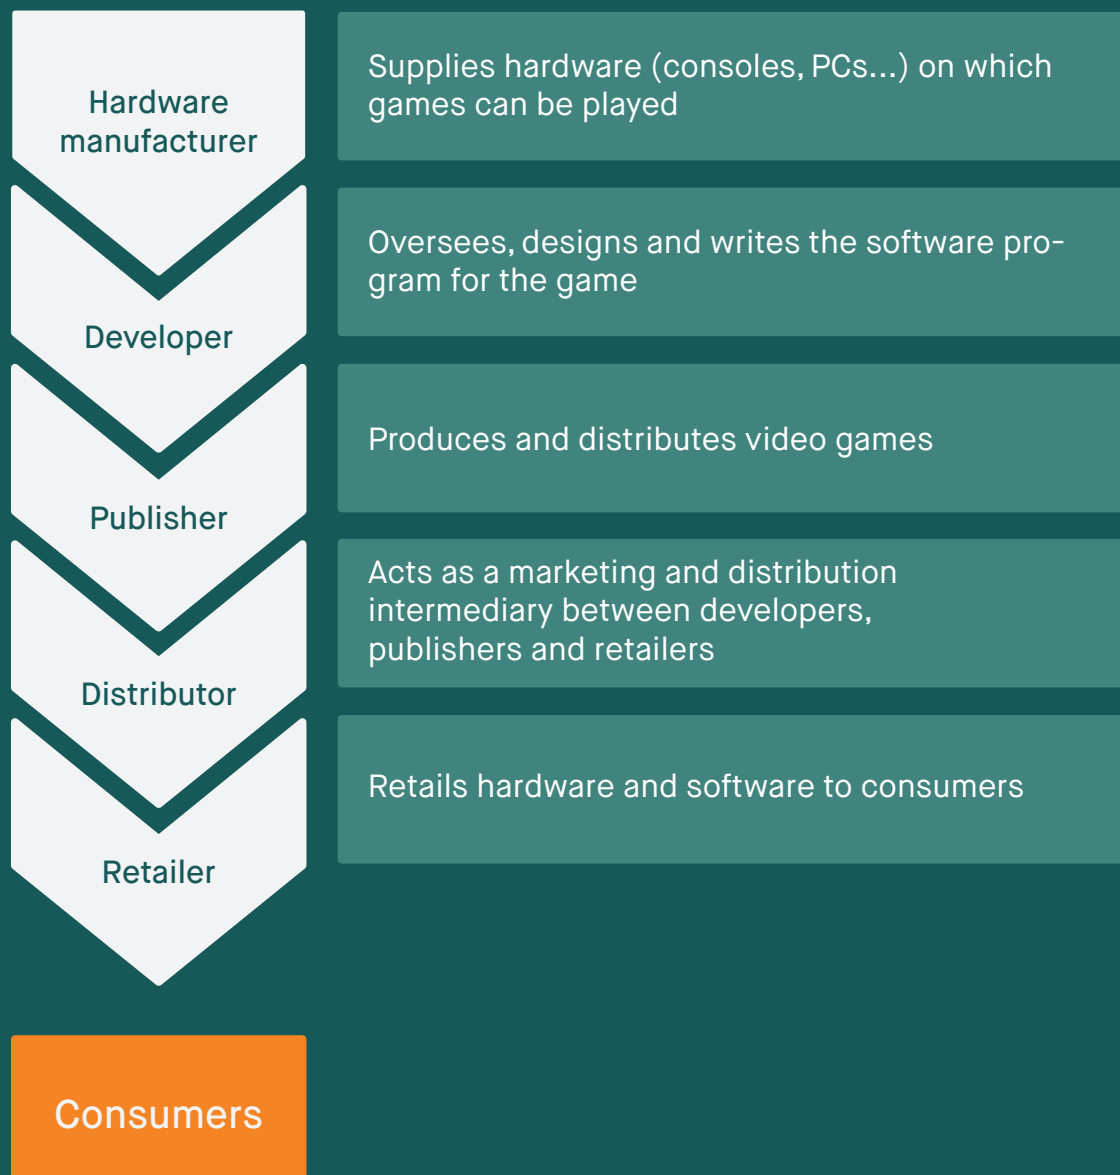 Hardware
manufacturer
Supplies hardware (consoles, PCs...) on which
games can be played
Developer
Oversees, designs and writes the software pro-
gram for the game
Publisher
Produces and distributes video games
Distributor
Acts as a marketing and distribution
intermediary between developers,
publishers and retailers
Retailer
Retails hardware and software to consumers
Consumers